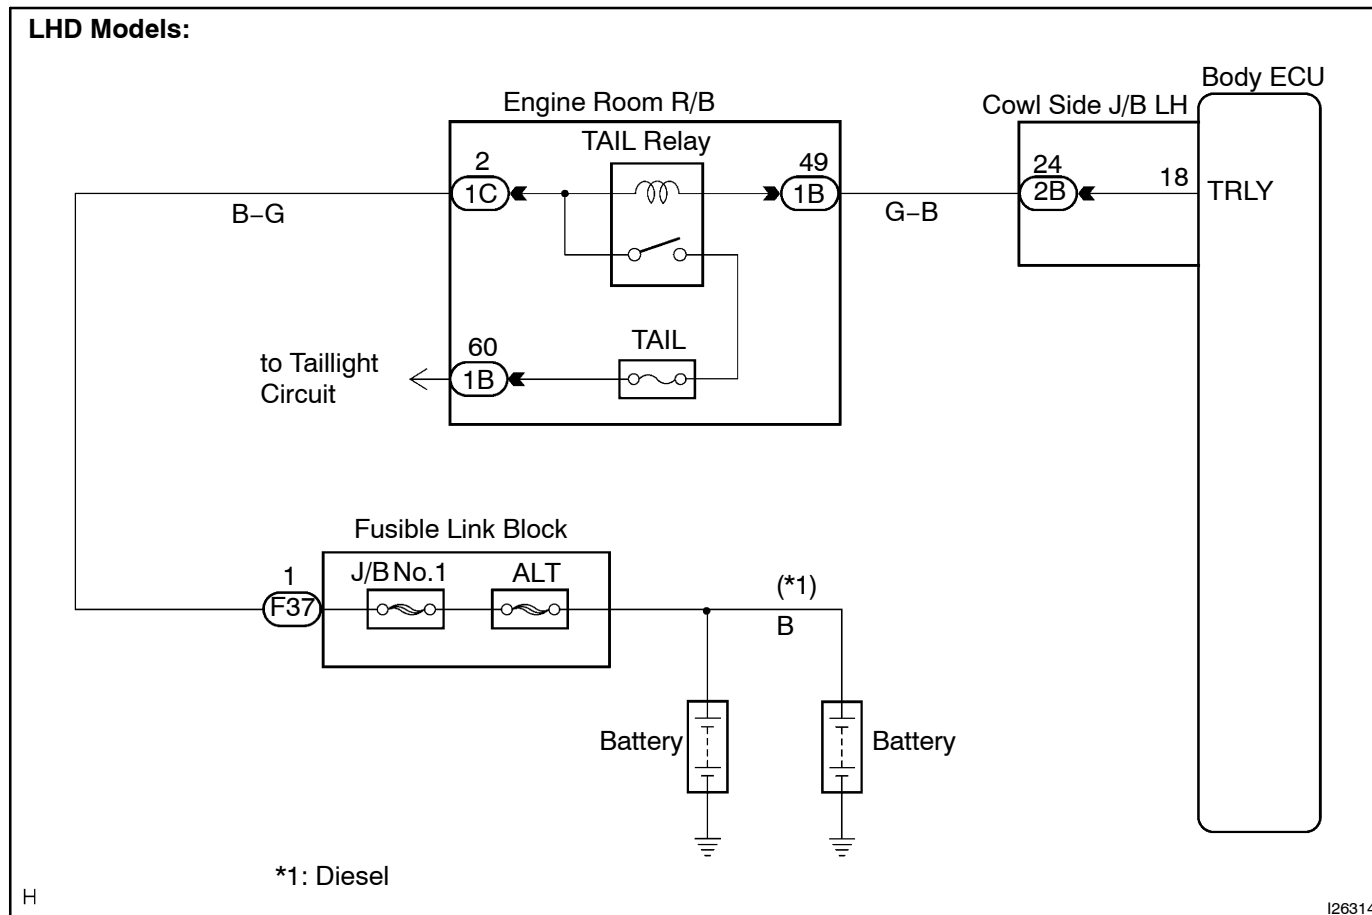 LHD Models:
Body ECU
Engine Room R/B
Cowl Side J/B LH
TAIL Relay
2
1C
49
1B
24
2B
18
TRLY
B–G
G–B
60
1B
TAIL
to Taillight
Circuit
Fusible Link Block
1
F37
J/B No.1
ALT
(*1)
B
Battery
Battery
*1: Diesel
H
I26314